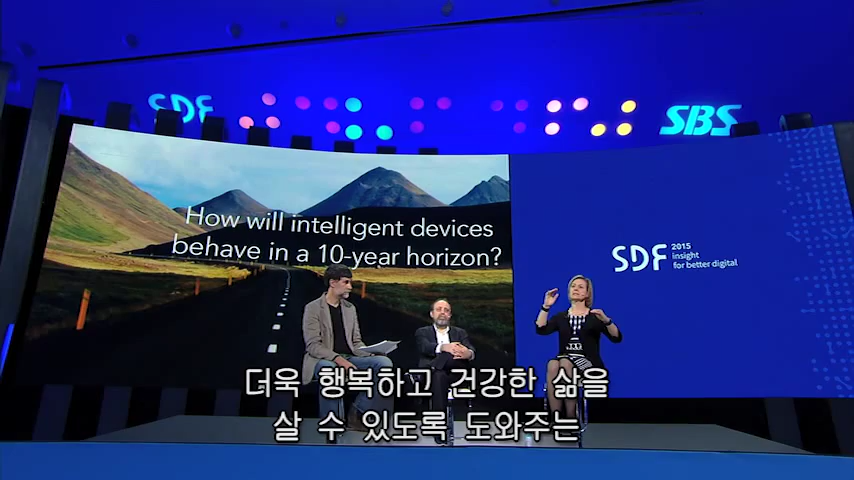 SDF
SBS
How will intelligent devices
behave in a 10-year horizon?
SDF
2015
insight
for better digital
더욱 행복하고 건강한 삶을
살 수 있도록 도와주는